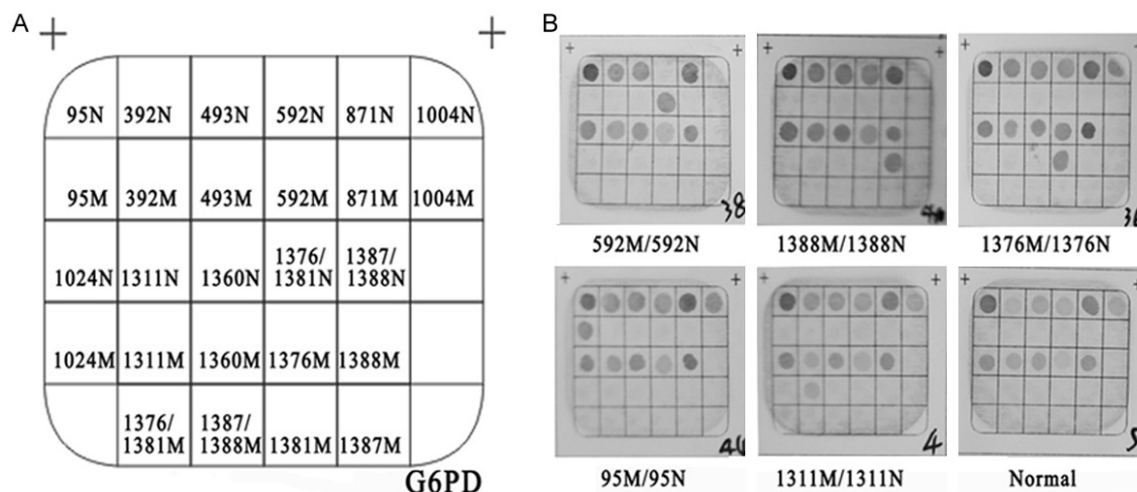 A
B
95N 392N 493N 592N 871N 1004N
95M 392M 493M 592M 871M 1004M
1024N 1311N 1360N 1376/ 1381N 1387/ 1388N
1024M 1311M 1360M 1376M 1388M
1376/ 1381M 1387/ 1388M 1381M 1387M
G6PD
38
592M/592N 1388M/1388N 1376M/1376N
4
95M/95N 1311M/1311N Normal